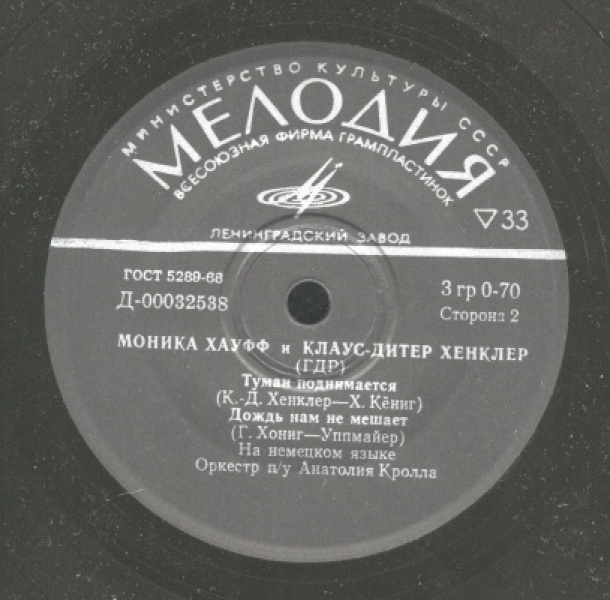 МИНИСТЕРСТВО КУЛЬТУРЫ СССР
МЕЛОДИЯ
ВСЕСОЮЗНАЯ ФИРМА ГРАМПЛАСТИНОК
ЛЕНИНГРАДСКИЙ ЗАВОД
▽33
ГОСТ 5289-68
Д-00032538
3 гр 0-70
Сторона 2
МОНИКА ХАУФФ и КЛАУС-ДИТЕР ХЕНКЛЕР
(ГДР)
Туман поднимается
(К.-Д. Хенклер—Х. Кёниг)
Дождь нам не мешает
(Г. Хониг—Уппмайер)
На немецком языке
Оркестр п/у Анатолия Кролла